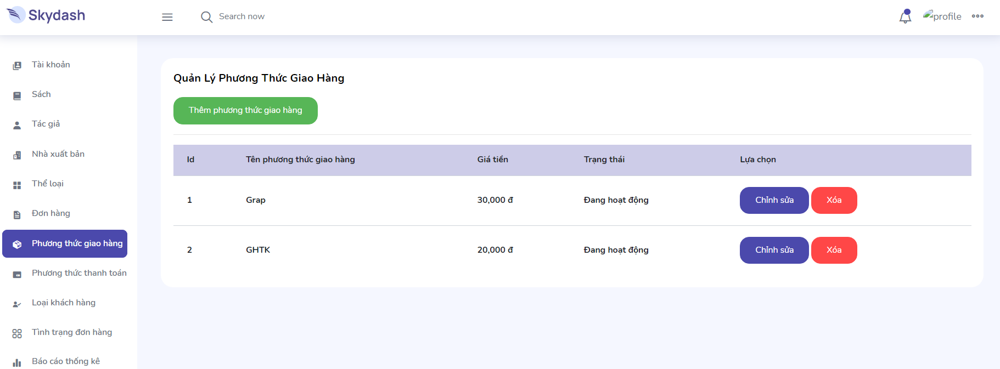 Skydash
Search now
profile
Tài khoản
Sách
Tác giả
Nhà xuất bản
Thể loại
Đơn hàng
Phương thức giao hàng
Phương thức thanh toán
Loại khách hàng
Tình trạng đơn hàng
Báo cáo thống kê
Quản Lý Phương Thức Giao Hàng
Thêm phương thức giao hàng
Id Tên phương thức giao hàng Giá tiền Trạng thái Lựa chọn
1 Grap 30,000 đ Đang hoạt động Chỉnh sửa Xóa
2 GHTK 20,000 đ Đang hoạt động Chỉnh sửa Xóa